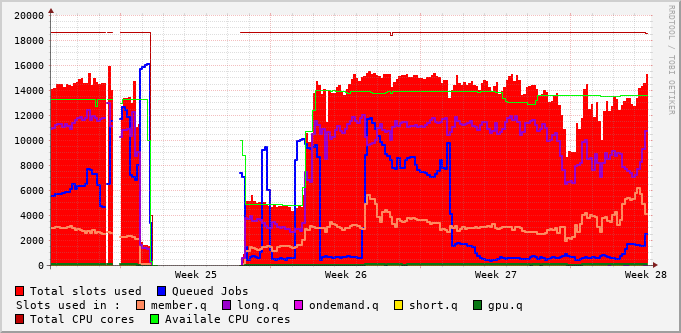 20000
18000
16000
14000
12000
10000
8000
6000
4000
2000
0
Week 25 Week 26 Week 27 Week 28
Total slots used Queued Jobs
Slots used in : member.q long.q ondemand.q short.q gpu.q
Total CPU cores Availale CPU cores
RRDTOOL / TOBI OETIKER